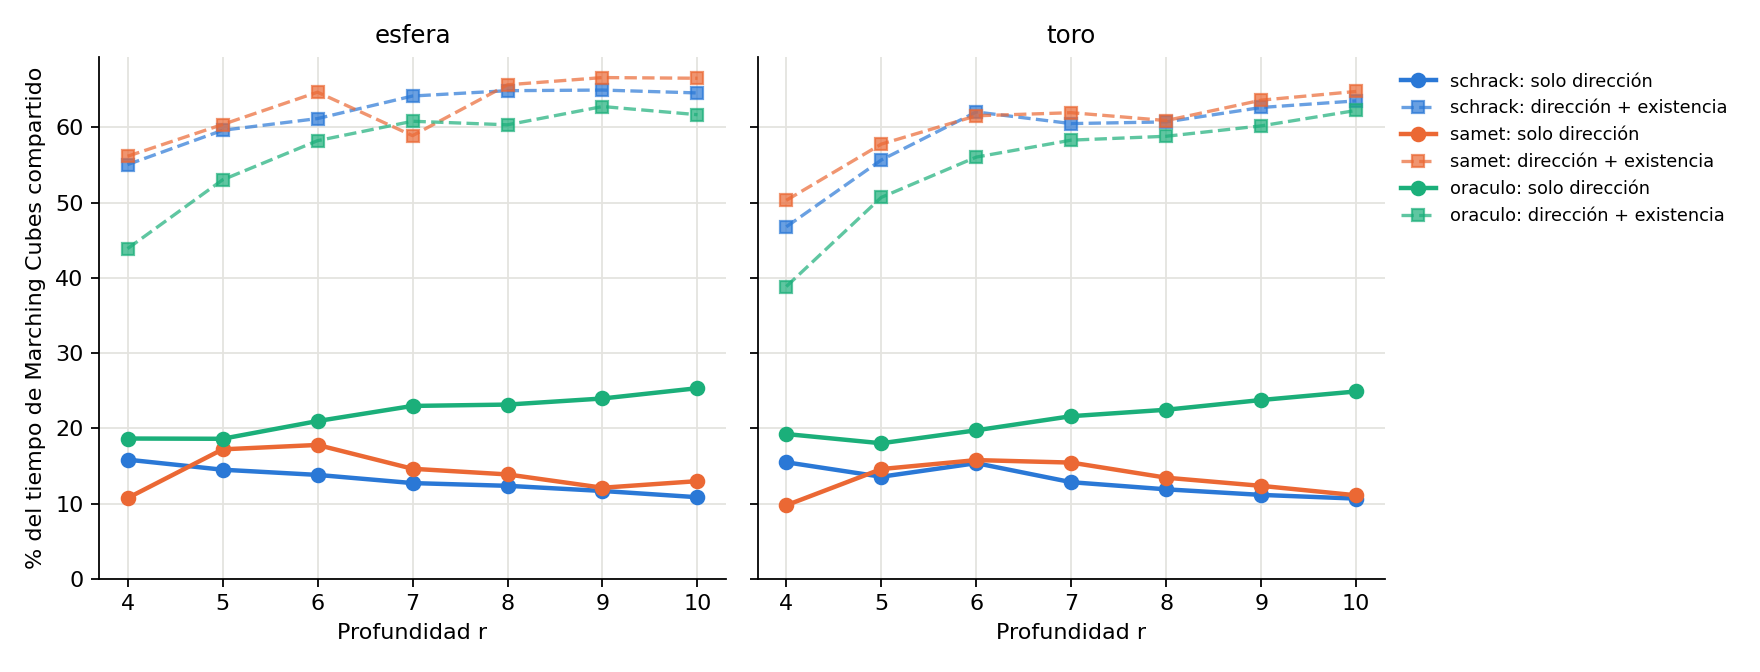 esfera
toro
% del tiempo de Marching Cubes compartido
60
50
40
30
20
10
0
4 5 6 7 8 9 10
4 5 6 7 8 9 10
Profundidad r
Profundidad r
schrack: solo dirección
schrack: dirección + existencia
samet: solo dirección
samet: dirección + existencia
oraculo: solo dirección
oraculo: dirección + existencia